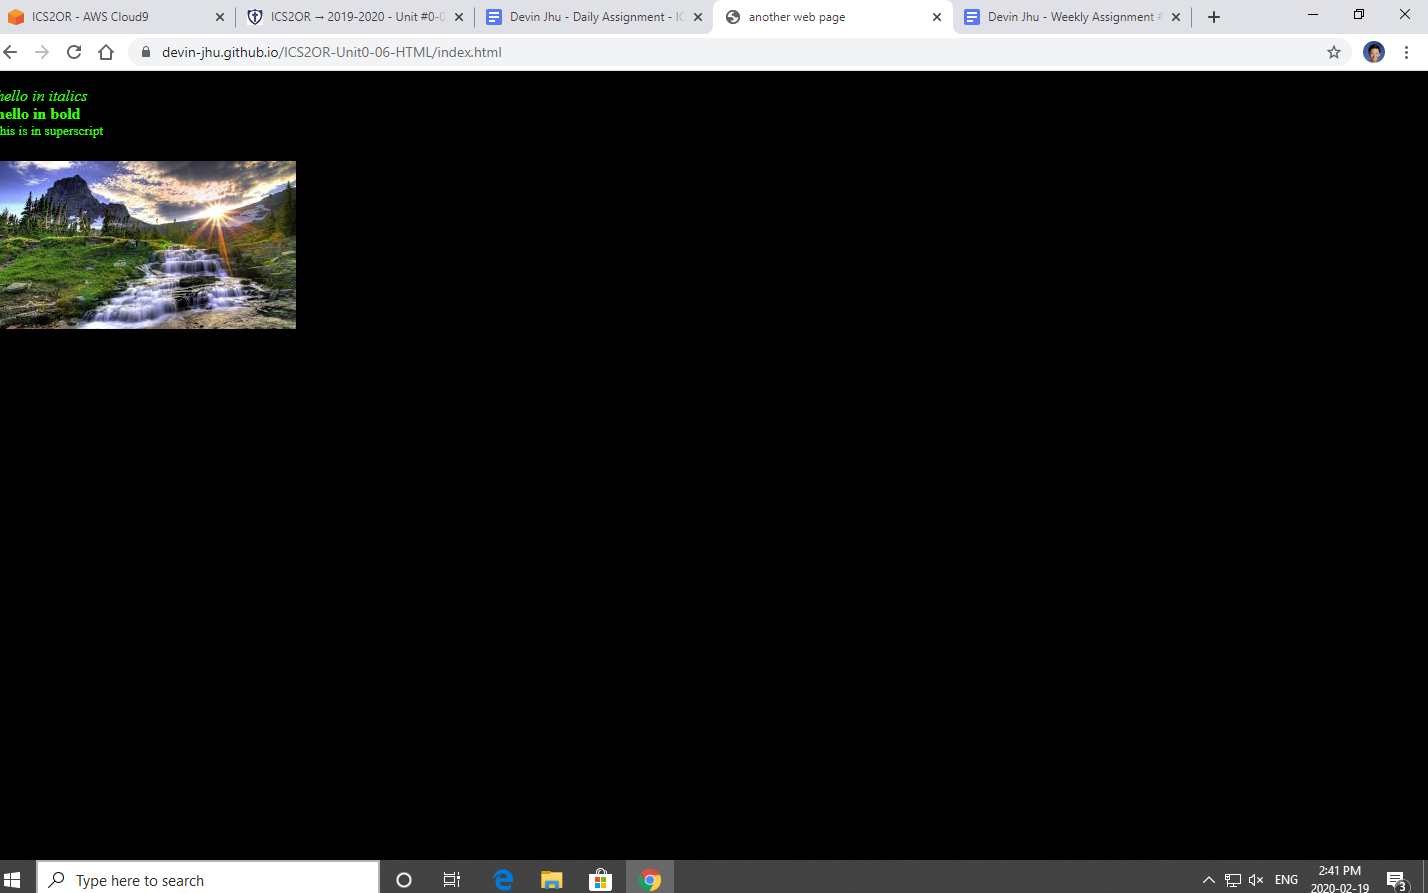 ICS2OR - AWS Cloud9
ICS2OR → 2019-2020 - Unit #0-0
Devin Jhu - Daily Assignment - IC
another web page
Devin Jhu - Weekly Assignment #
devin-jhu.github.io/ICS2OR-Unit0-06-HTML/index.html
hello in italics
hello in bold
this is in superscript
Type here to search
ENG
2:41 PM
2020-02-19
3